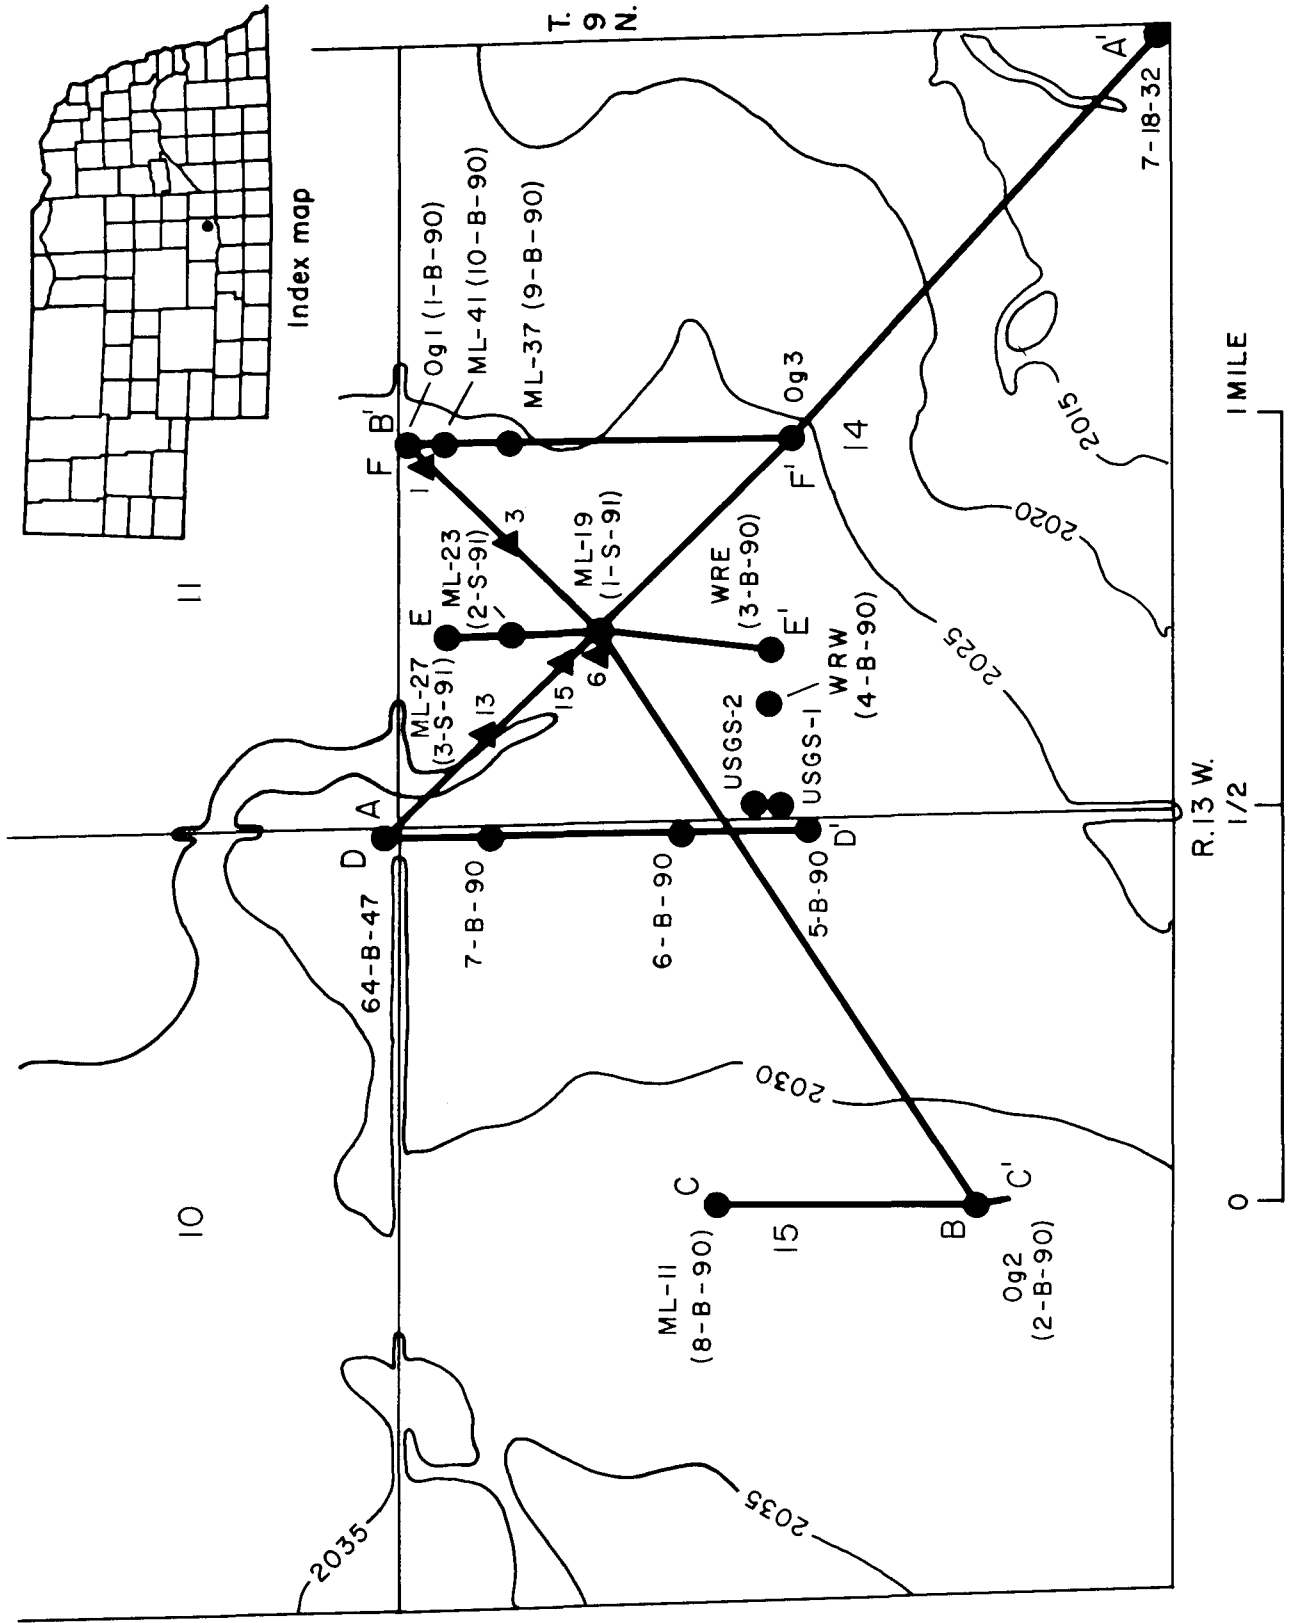 T.
9
N.
Index map
11
10
B'
F
Og 1 (1-B-90)
ML-41 (10-B-90)
ML-37 (9-B-90)
1
3
E
ML-23
(2-S-91)
ML-19
(1-S-91)
ML-27
(3-S-91)
13
15
6
A
D
64-B-47
7-B-90
6-B-90
5-B-90
D'
USGS-2
USGS-1
WRE
(3-B-90)
E'
WRW
(4-B-90)
Og3
F'
14
A'
7-18-32
2015
2020
2025
2030
2035
2035
C
ML-11
(8-B-90)
15
B
C'
Og2
(2-B-90)
R. 13 W.
0
1/2
1 MILE